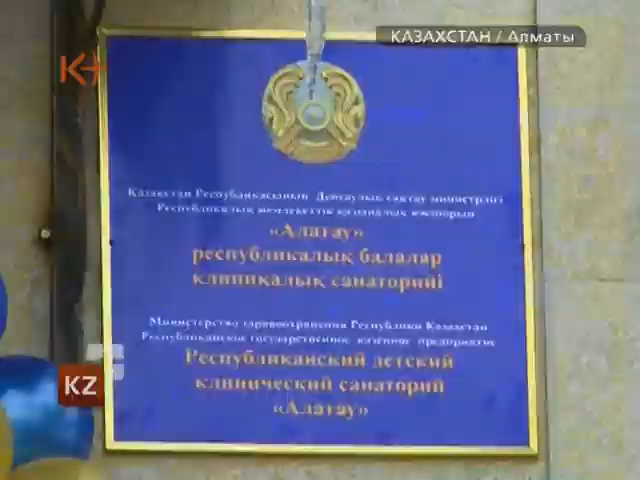 КАЗАХСТАН / Алматы
К+
Қазақстан Республикасының Денсаулық сақтау министрлігі
Республикалық мемлекеттік қазыналық кәсіпорын
«Алатау»
республикалық балалар
клиникалық санаторийі
Министерство здравоохранения Республики Казахстан
Республиканское государственное казенное предприятие
Республиканский детский
клинический санаторий
«Алатау»
KZ